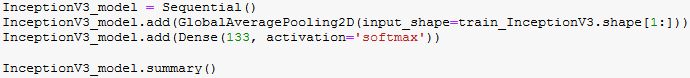 InceptionV3_model = Sequential()
InceptionV3_model.add(GlobalAveragePooling2D(input_shape=train_InceptionV3.shape[1:]))
InceptionV3_model.add(Dense(133, activation='softmax'))
InceptionV3_model.summary()